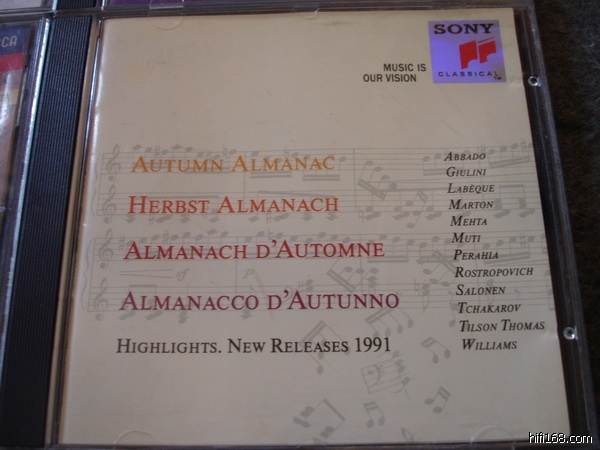 SONY
CLASSICAL
MUSIC IS
OUR VISION
AUTUMN ALMANAC
HERBST ALMANACH
ALMANACH D'AUTOMNE
ALMANACCO D'AUTUNNO
HIGHLIGHTS. NEW RELEASES 1991
ABBADO
GIULINI
LABÈQUE
MARTON
MEHTA
MUTI
PERAHIA
ROSTROPOVICH
SALONEN
TCHAKAROV
TILSON THOMAS
WILLIAMS
hifi168.com